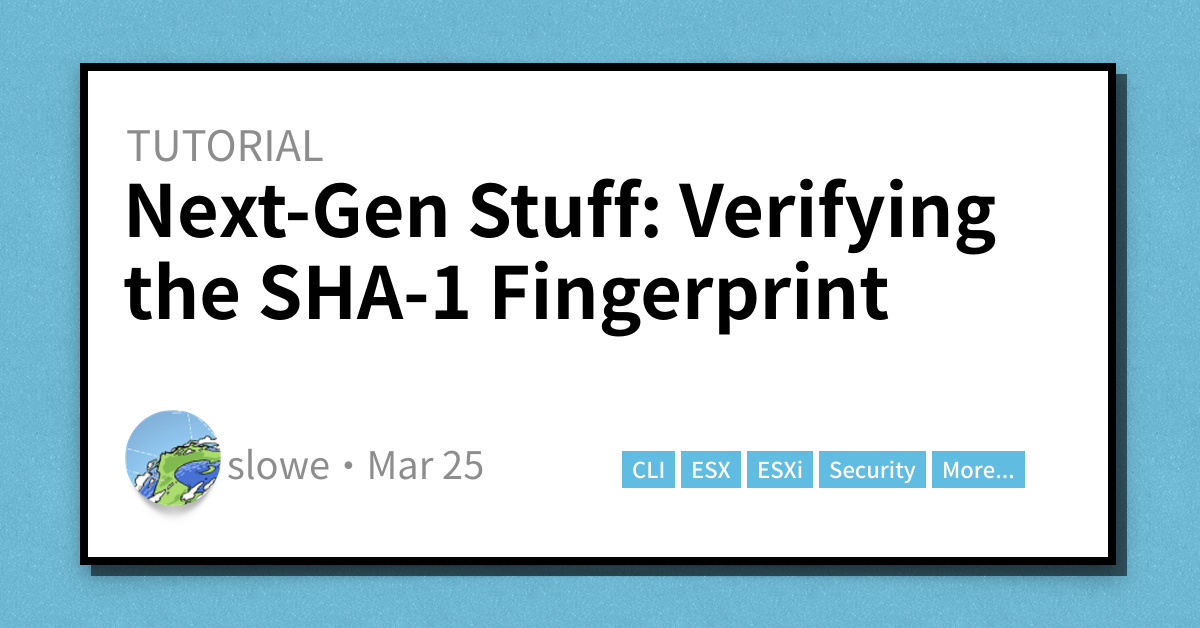 TUTORIAL
Next-Gen Stuff: Verifying
the SHA-1 Fingerprint
slowe • Mar 25
CLI ESX ESXi Security More...